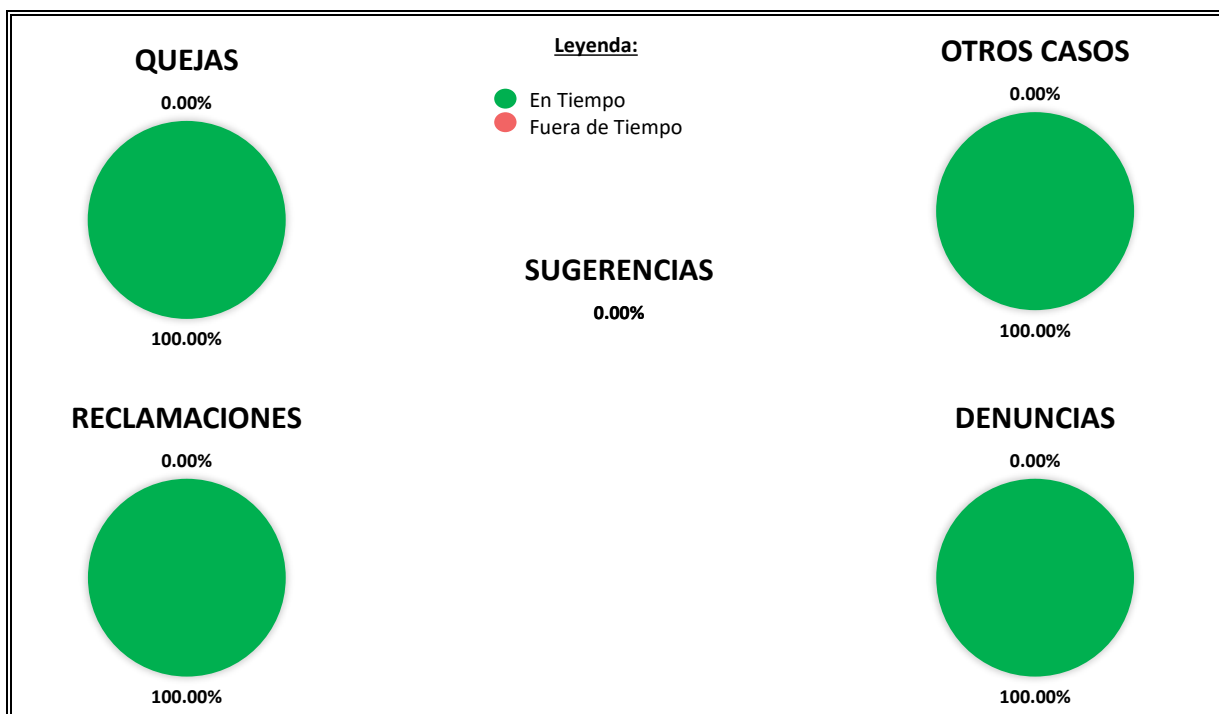 QUEJAS
0.00%
100.00%
Leyenda:
En Tiempo
Fuera de Tiempo
OTROS CASOS
0.00%
100.00%
SUGERENCIAS
0.00%
RECLAMACIONES
0.00%
100.00%
DENUNCIAS
0.00%
100.00%